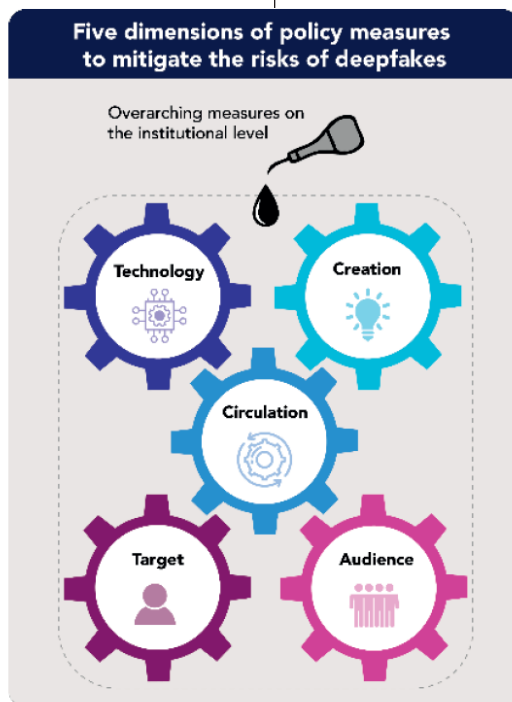 Five dimensions of policy measures
to mitigate the risks of deepfakes
Overarching measures on
the institutional level
Technology
Creation
Circulation
Target
Audience